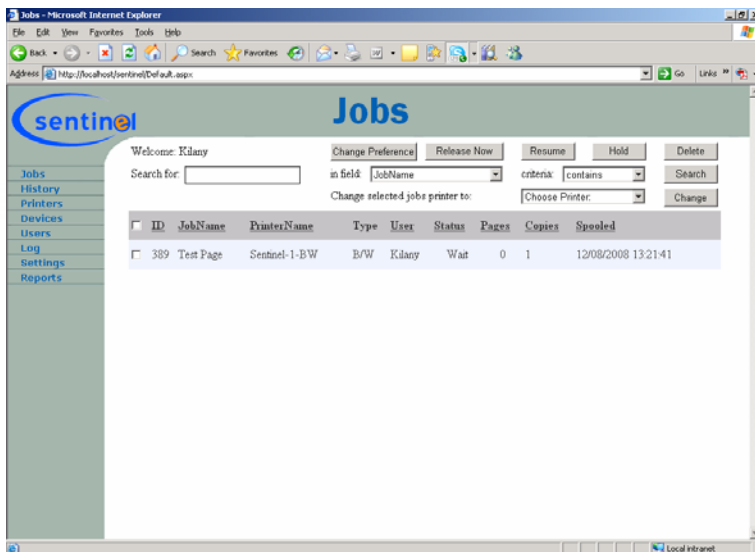 Jobs - Microsoft Internet Explorer
File Edit View Favorites Tools Help
Back Search Favorites
Address http://localhost/sentinel/Default.aspx Go Links »
sentinel
Jobs
Welcome: Kilany Change Preference Release Now Resume Hold Delete
Search for: in field: JobName criteria: contains Search
Change selected jobs printer to: Choose Printer: Change
Jobs
History
Printers
Devices
Users
Log
Settings
Reports
ID JobName PrinterName Type User Status Pages Copies Spooled
389 Test Page Sentinel-1-BW B/W Kilany Wait 0 1 12/08/2008 13:21:41
Local intranet